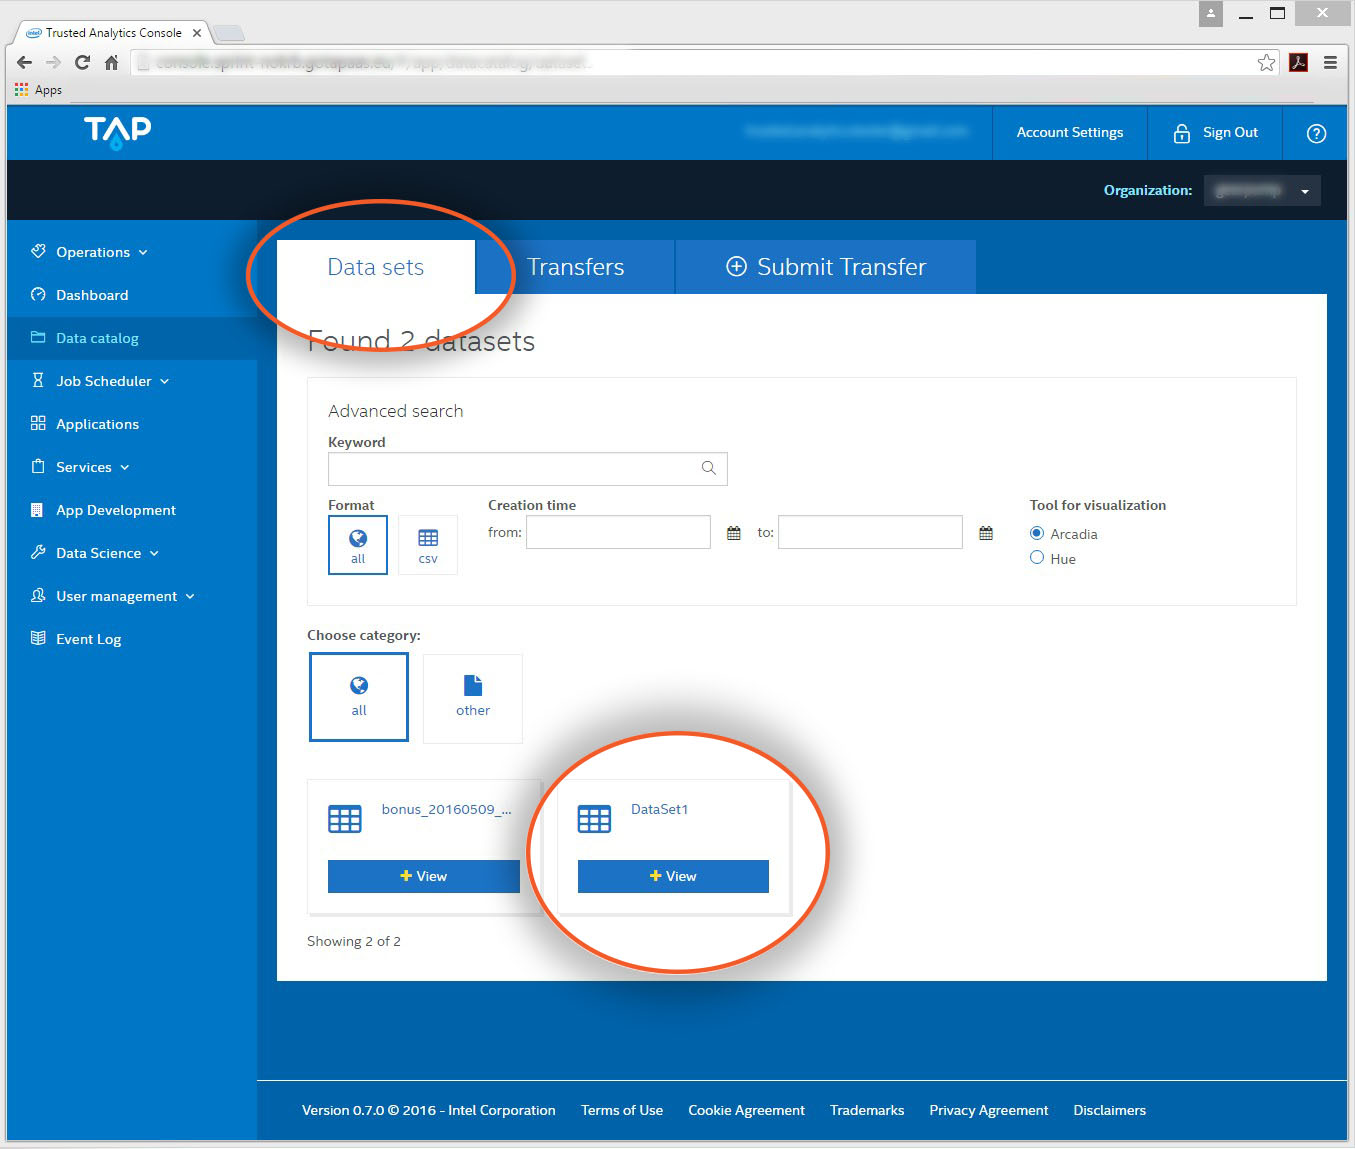 Trusted Analytics Console
Apps
TAP
Account Settings
Sign Out
Organization:
Operations
Dashboard
Data catalog
Job Scheduler
Applications
Services
App Development
Data Science
User management
Event Log
Data sets
Transfers
Submit Transfer
Found 2 datasets
Advanced search
Keyword
Format
all
csv
Creation time
from:
to:
Tool for visualization
Arcadia
Hue
Choose category:
all
other
bonus_20160509_...
+ View
DataSet1
+ View
Showing 2 of 2
Version 0.7.0 © 2016 - Intel Corporation Terms of Use Cookie Agreement Trademarks Privacy Agreement Disclaimers